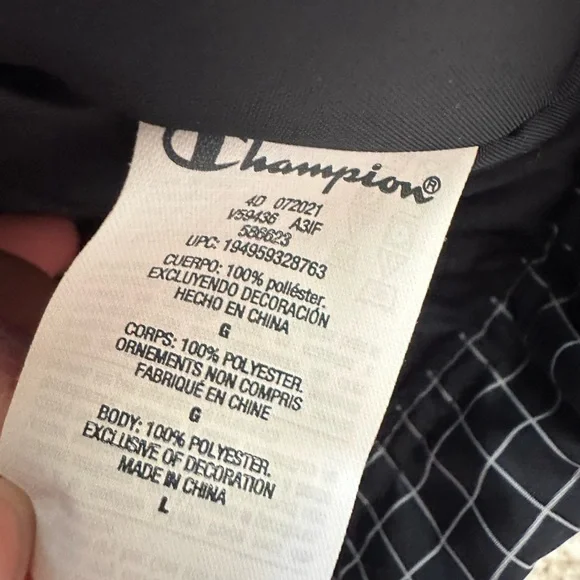 Champion®
4D 072021
V59436 A3IF
586623
UPC: 194959328763
CUERPO: 100% poliéster.
EXCLUYENDO DECORACIÓN
HECHO EN CHINA
G
CORPS: 100% POLYESTER.
ORNEMENTS NON COMPRIS
FABRIQUÉ EN CHINE
G
BODY: 100% POLYESTER.
EXCLUSIVE OF DECORATION
MADE IN CHINA
L